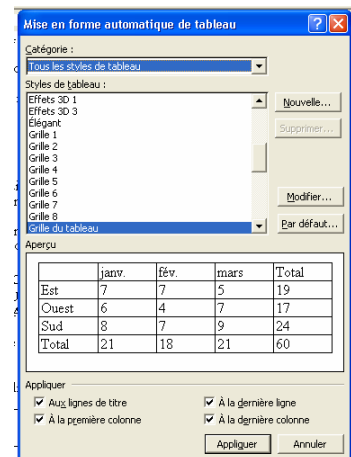 Mise en forme automatique de tableau
Catégorie :
Tous les styles de tableau
Styles de tableau :
Effets 3D 1
Effets 3D 3
Élégant
Grille 1
Grille 2
Grille 3
Grille 4
Grille 5
Grille 6
Grille 7
Grille 8
Grille du tableau
Nouvelle...
Supprimer...
Modifier...
Par défaut...
Aperçu
janv. fév. mars Total
Est 7 7 5 19
Ouest 6 4 7 17
Sud 8 7 9 24
Total 21 18 21 60
Appliquer
Aux lignes de titre
À la dernière ligne
À la première colonne
À la dernière colonne
Appliquer
Annuler